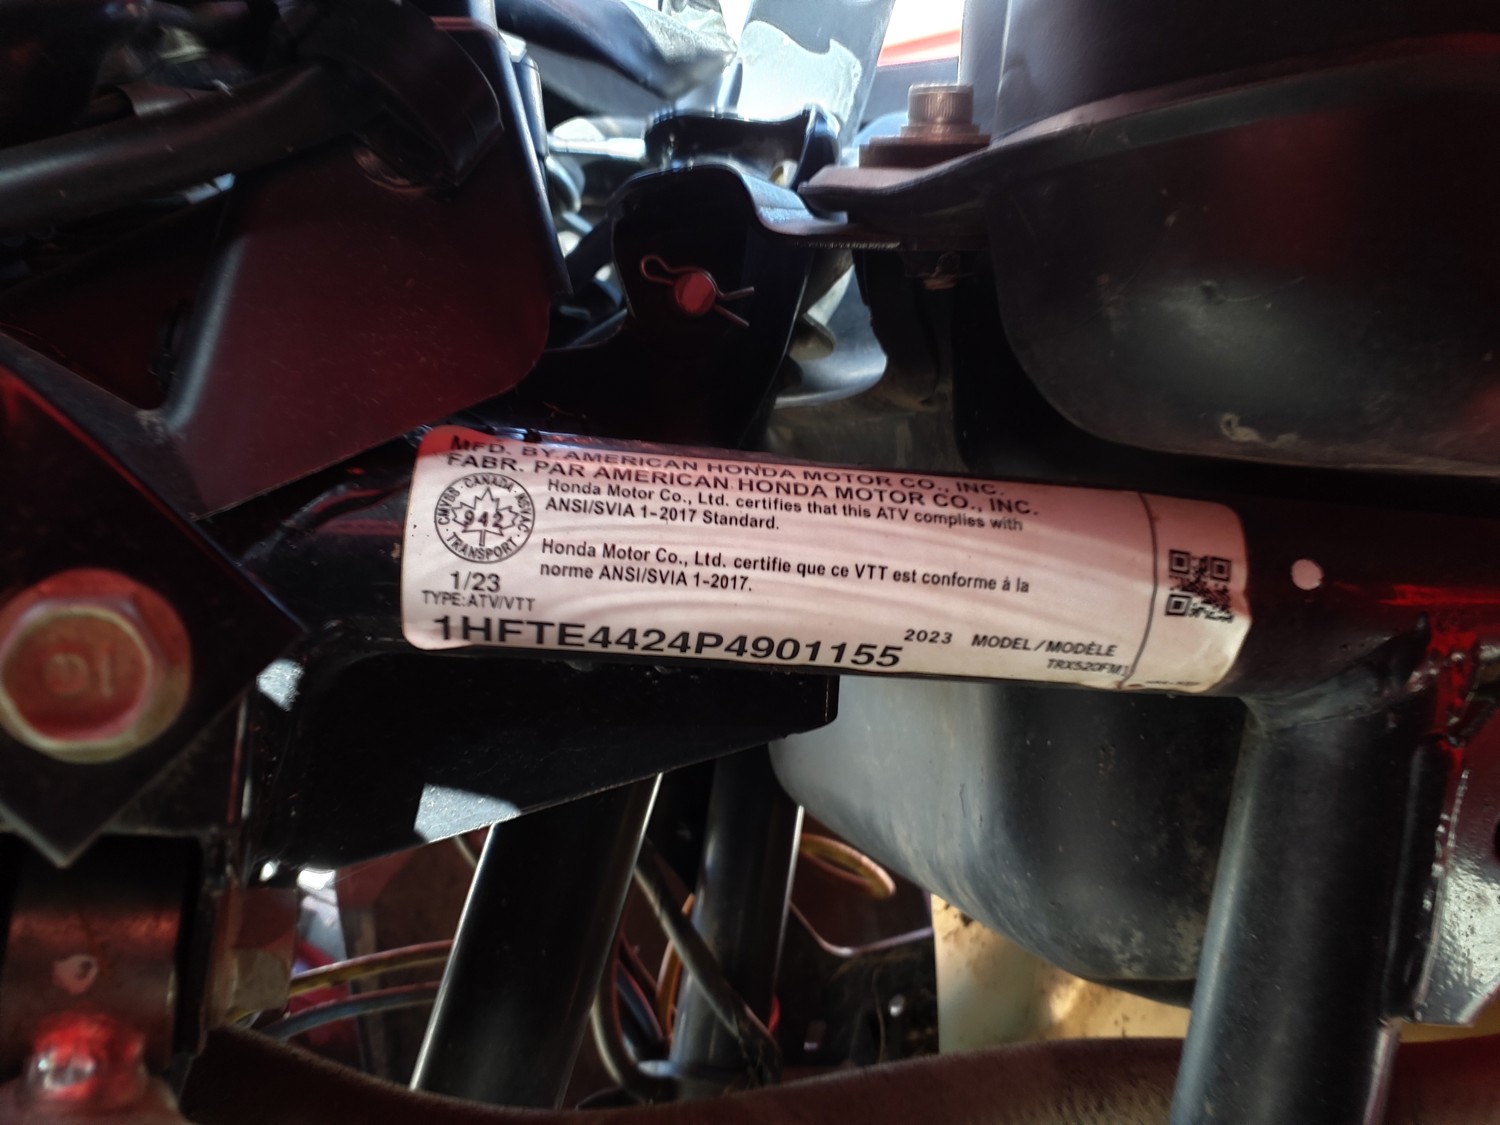 MFD. BY AMERICAN HONDA MOTOR CO., INC.
FABR. PAR AMERICAN HONDA MOTOR CO., INC.
Honda Motor Co., Ltd. certifies that this ATV complies with
ANSI/SVIA 1-2017 Standard.
CMVSS · CANADA · NSVAC
942
· TRANSPORT ·
Honda Motor Co., Ltd. certifie que ce VTT est conforme à la
norme ANSI/SVIA 1-2017.
1/23
TYPE:ATV/VTT
1HFTE4424P4901155
2023 MODEL/MODÈLE
TRX520FM1